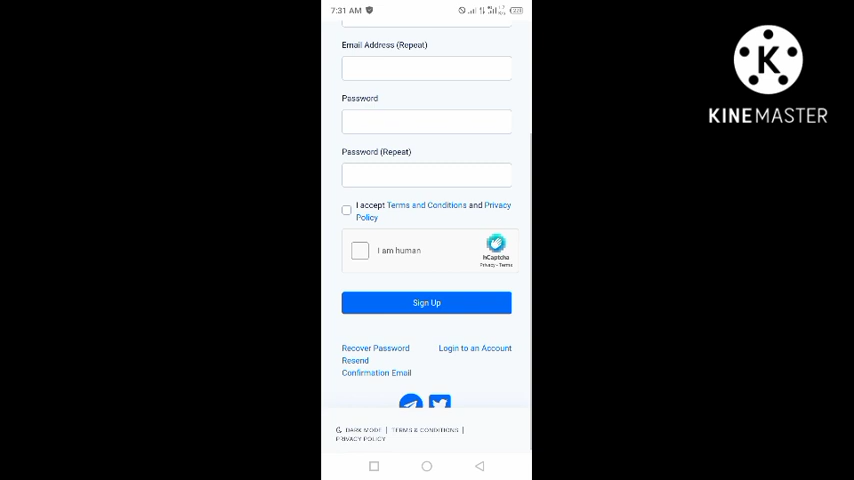 7:31 AM
Email Address (Repeat)
Password
Password (Repeat)
I accept Terms and Conditions and Privacy
Policy
I am human
hCaptcha
Privacy - Terms
Sign Up
Recover Password
Login to an Account
Resend
Confirmation Email
DARK MODE | TERMS & CONDITIONS |
PRIVACY POLICY
K
KINEMASTER